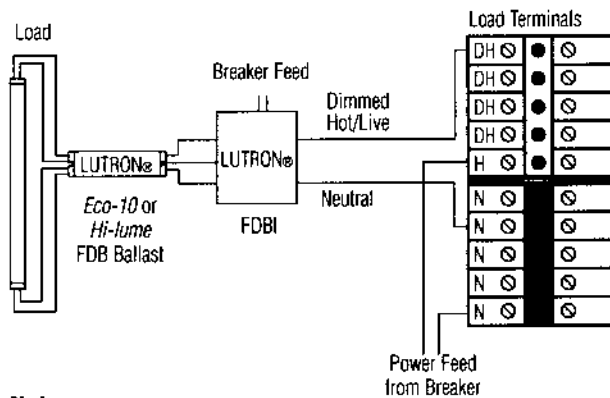 Load
Load Terminals
Breaker Feed
Dimmed
Hot/Live
DH
DH
DH
DH
H
N
N
N
N
N
LUTRON®
LUTRON®
Eco-10 or
Hi-lume
FDB Ballast
FDBI
Neutral
Power Feed
from Breaker